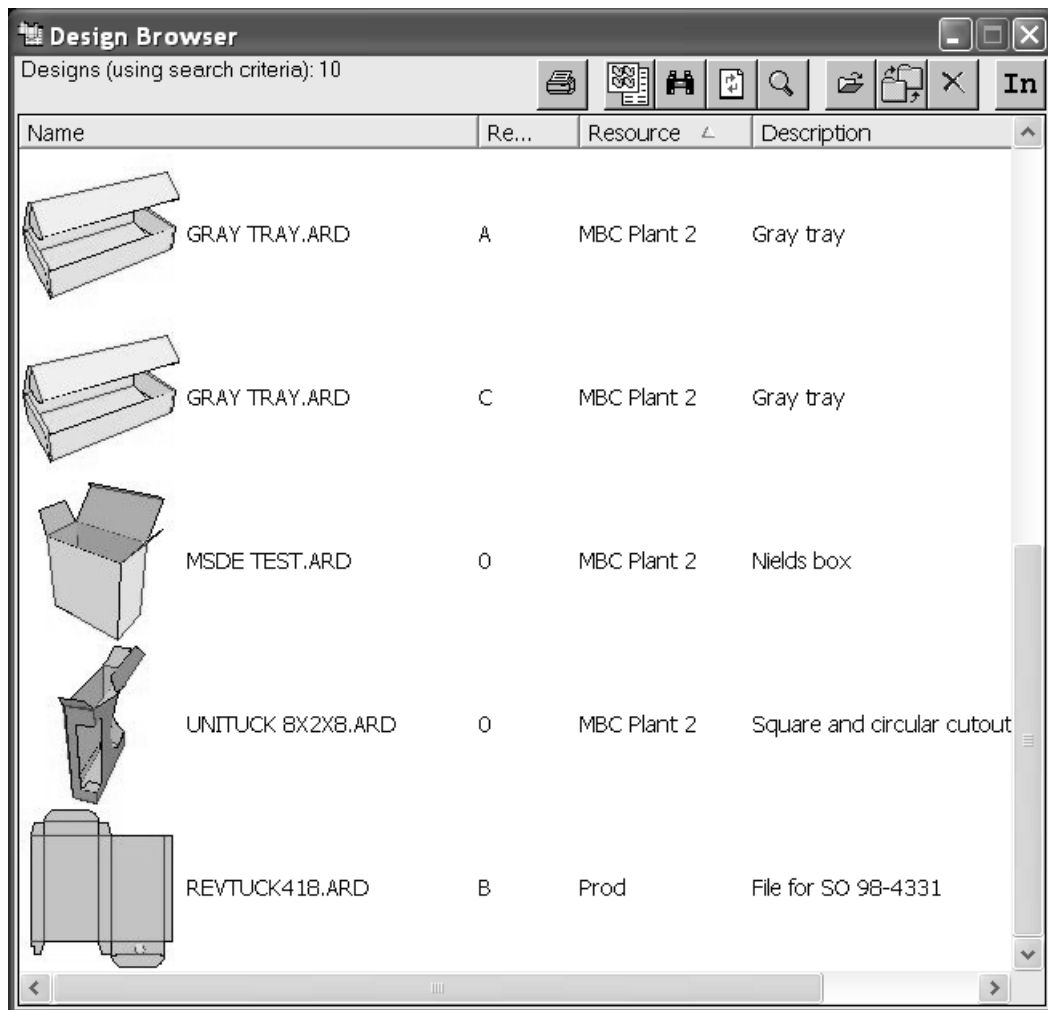 Design Browser
Designs (using search criteria): 10
In
Name Re... Resource Description
GRAY TRAY.ARD A MBC Plant 2 Gray tray
GRAY TRAY.ARD C MBC Plant 2 Gray tray
MSDE TEST.ARD 0 MBC Plant 2 Nields box
UNITUCK 8X2X8.ARD 0 MBC Plant 2 Square and circular cutout
REVTUCK418.ARD B Prod File for SO 98-4331